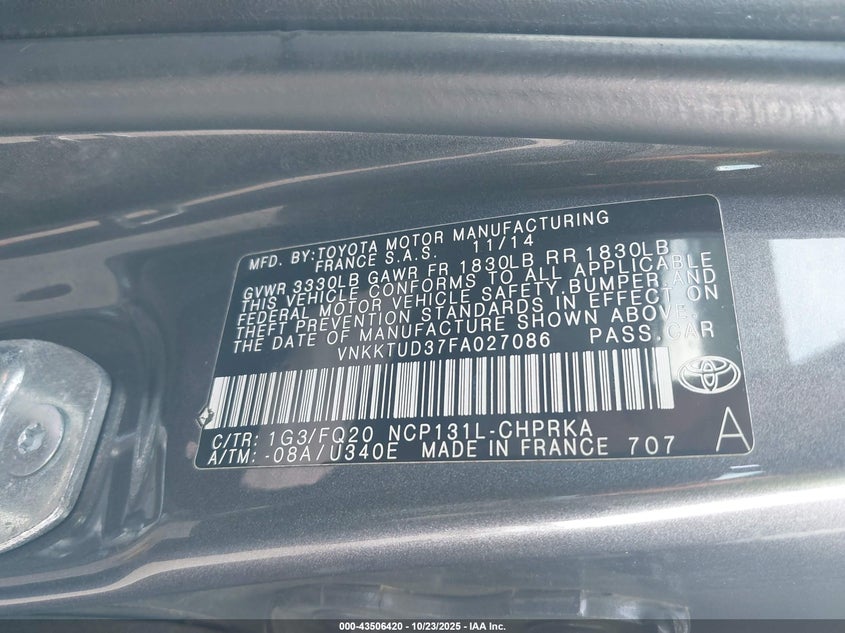 MFD. BY:TOYOTA MOTOR MANUFACTURING
FRANCE S.A.S. 11/14
GVWR 3330LB GAWR FR 1830LB RR 1830LB
THIS VEHICLE CONFORMS TO ALL APPLICABLE
FEDERAL MOTOR VEHICLE SAFETY,BUMPER,AND
THEFT PREVENTION STANDARDS IN EFFECT ON
THE DATE OF MANUFACTURE SHOWN ABOVE.
VNKKTUD37FA027086 PASS.CAR
C/TR: 1G3/FQ20 NCP131L-CHPRKA
A/TM: -08A/U340E MADE IN FRANCE 707 A
000-43506420 - 10/23/2025 - IAA Inc.